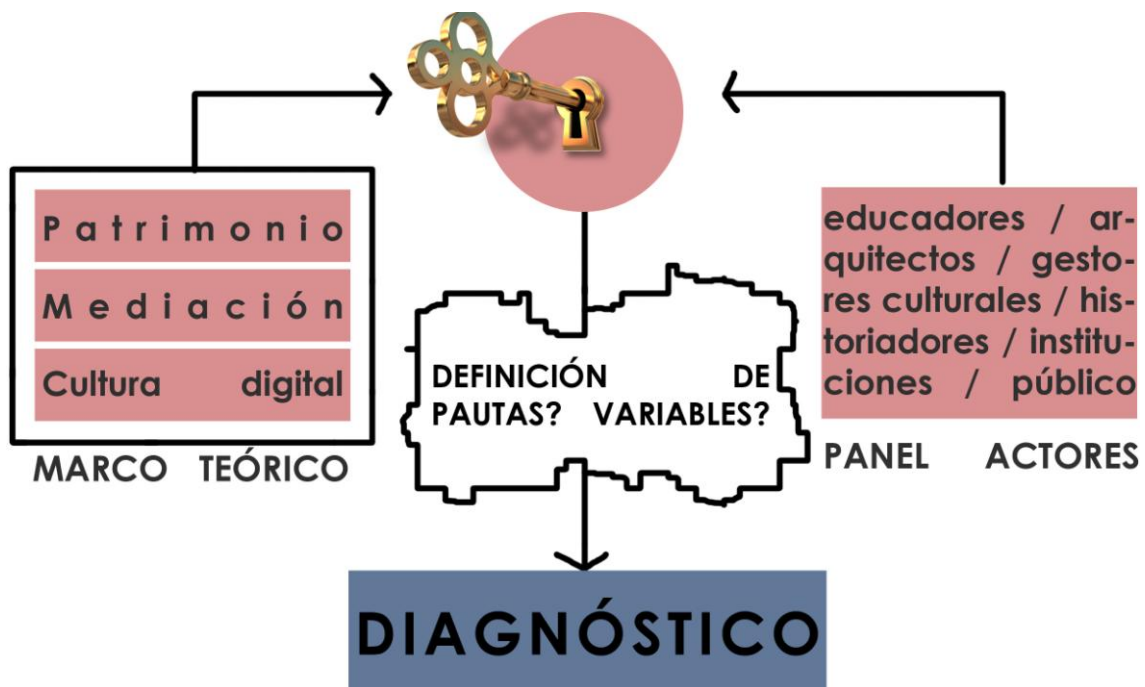 Patrimonio
Mediación
Cultura digital
MARCO TEÓRICO
DEFINICIÓN DE
PAUTAS? VARIABLES?
educadores / ar-
quitectos / gesto-
res culturales / his-
toriadores / institu-
ciones / público
PANEL ACTORES
DIAGNÓSTICO